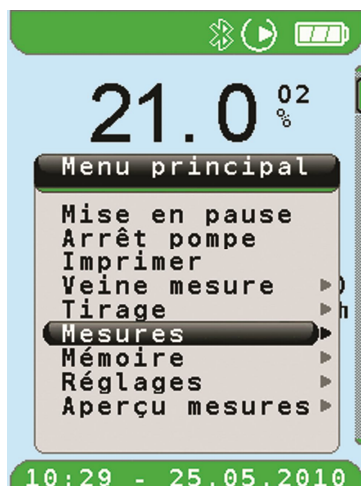 21.0 O2
%
Menu principal
Mise en pause
Arrêt pompe
Imprimer
Veine mesure
Tirage
Mesures
Mémoire
Réglages
Aperçu mesures
10:29 - 25.05.2010